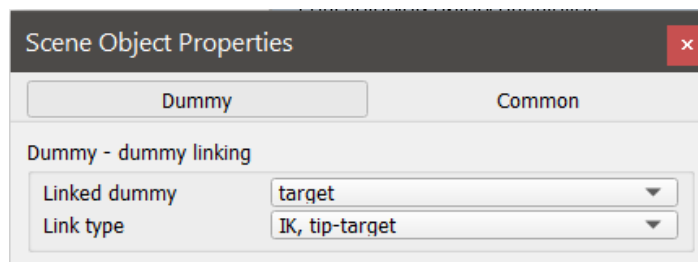 Scene Object Properties
×
Dummy Common
Dummy - dummy linking
Linked dummy target
Link type IK, tip-target